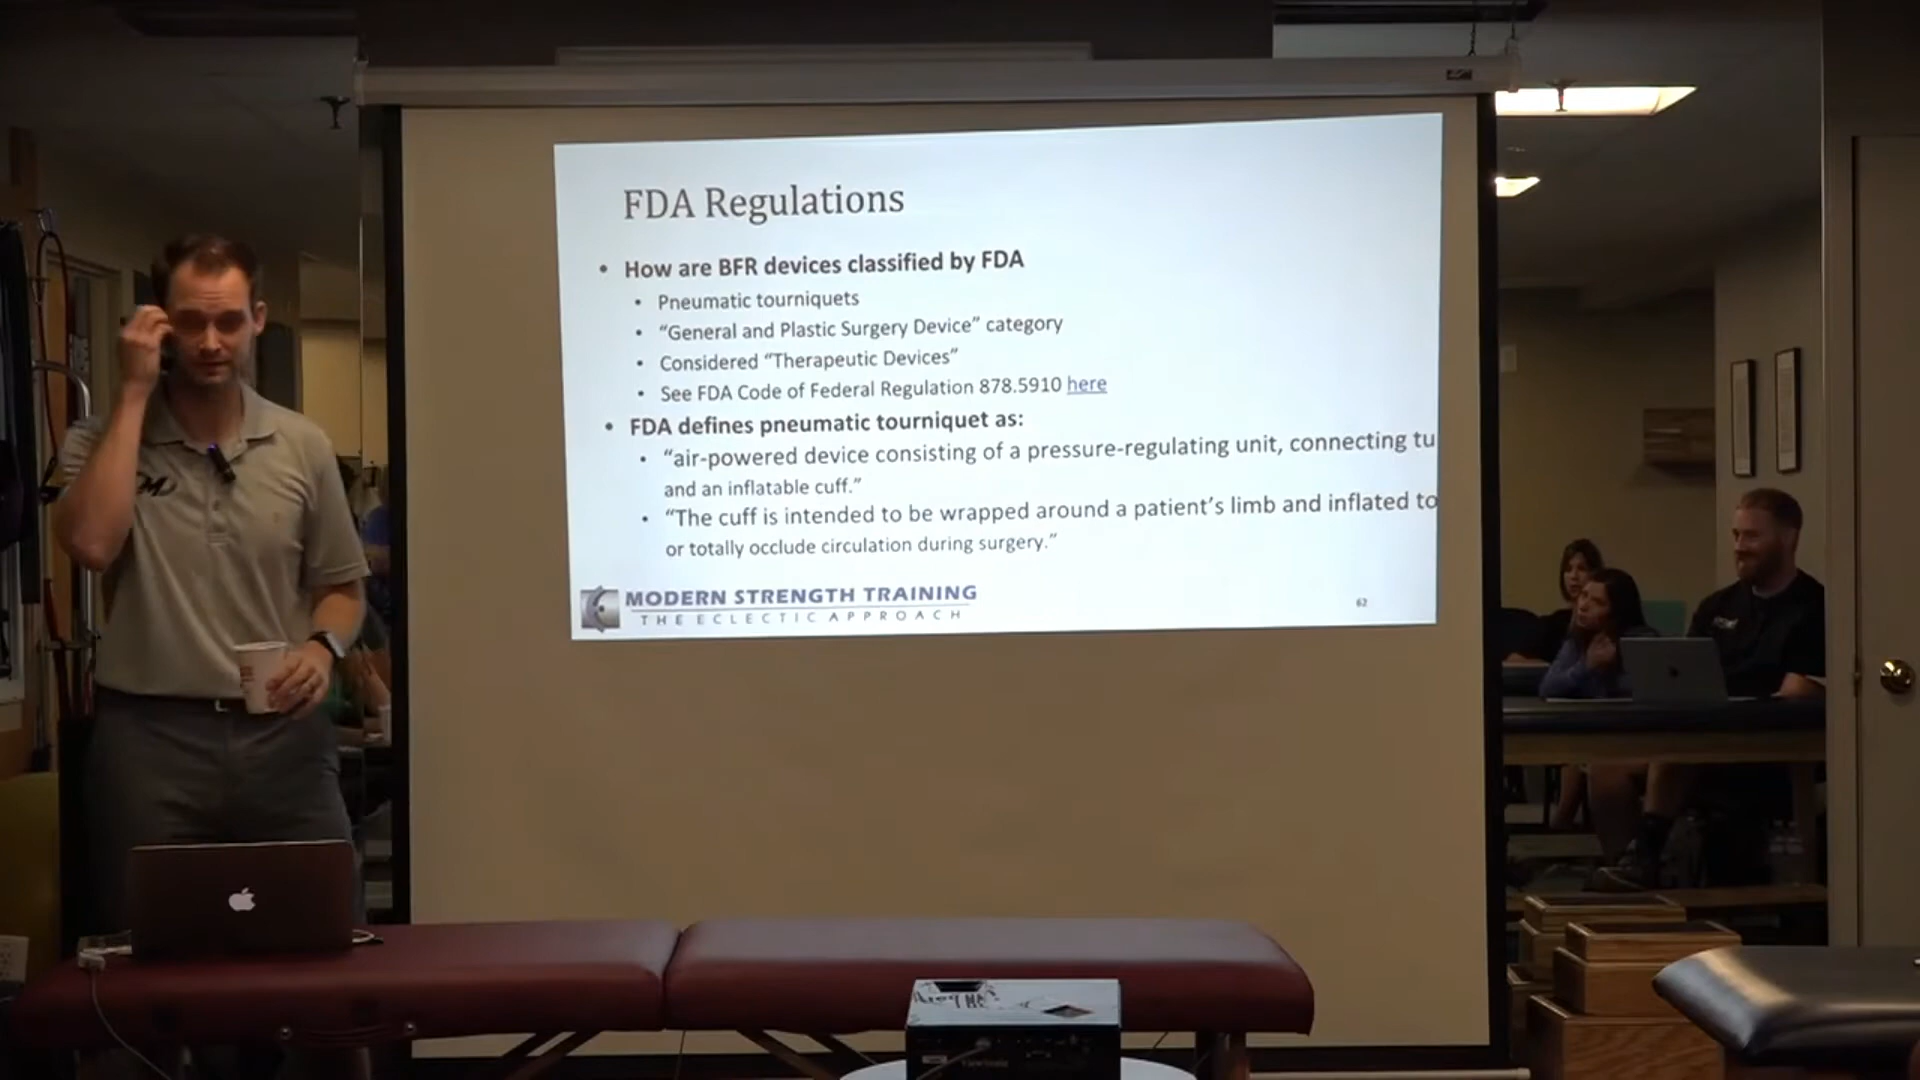 FDA Regulations
• How are BFR devices classified by FDA
• Pneumatic tourniquets
• “General and Plastic Surgery Device” category
• Considered “Therapeutic Devices”
• See FDA Code of Federal Regulation 878.5910 here
• FDA defines pneumatic tourniquet as:
• “air-powered device consisting of a pressure-regulating unit, connecting tu
and an inflatable cuff.”
• “The cuff is intended to be wrapped around a patient’s limb and inflated to
or totally occlude circulation during surgery.”
MODERN STRENGTH TRAINING
THE ECLECTIC APPROACH
62